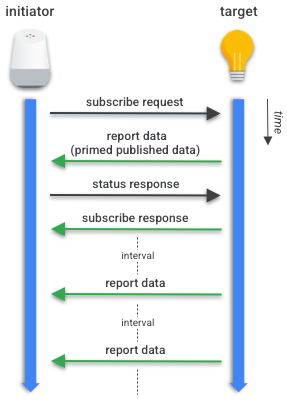 initiator
target
subscribe request
time
report data
(primed published data)
status response
subscribe response
interval
report data
interval
report data